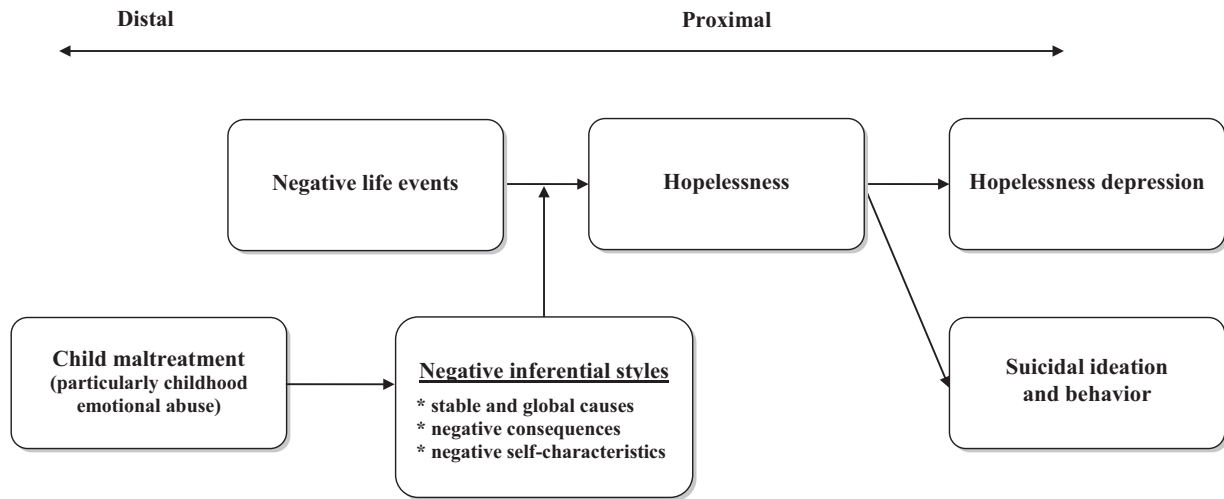 Distal
Proximal
Negative life events
Hopelessness
Hopelessness depression
Child maltreatment
(particularly childhood
emotional abuse)
Negative inferential styles
* stable and global causes
* negative consequences
* negative self-characteristics
Suicidal ideation
and behavior